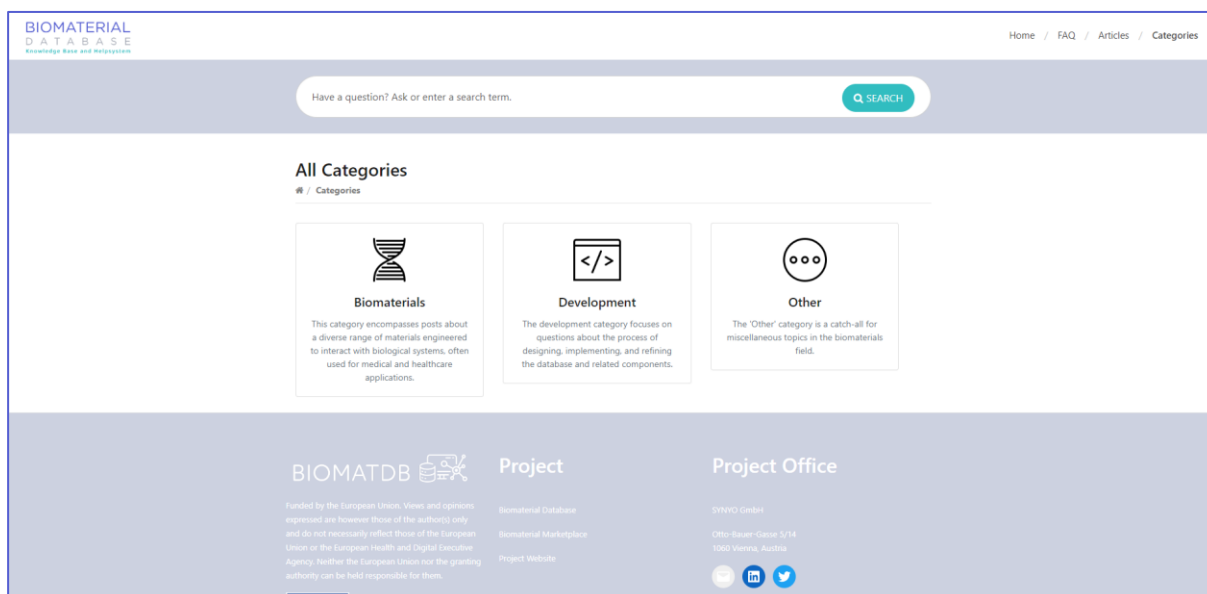 BIOMATERIAL
DATABASE
Knowledge Base and Helpsystem
Home / FAQ / Articles / Categories
Have a question? Ask or enter a search term.
SEARCH
All Categories
/ Categories
Biomaterials
This category encompasses posts about
a diverse range of materials engineered
to interact with biological systems, often
used for medical and healthcare
applications.
</>
Development
The development category focuses on
questions about the process of
designing, implementing, and refining
the database and related components.
Other
The 'Other' category is a catch-all for
miscellaneous topics in the biomaterials
field.
BIOMATDB
Funded by the European Union. Views and opinions
expressed are however those of the author(s) only
and do not necessarily reflect those of the European
Union or the European Health and Digital Executive
Agency. Neither the European Union nor the granting
authority can be held responsible for them.
Project
Biomaterial Database
Biomaterial Marketplace
Project Website
Project Office
SYNYO GmbH
Otto-Bauer-Gasse 5/14
1060 Vienna, Austria
in